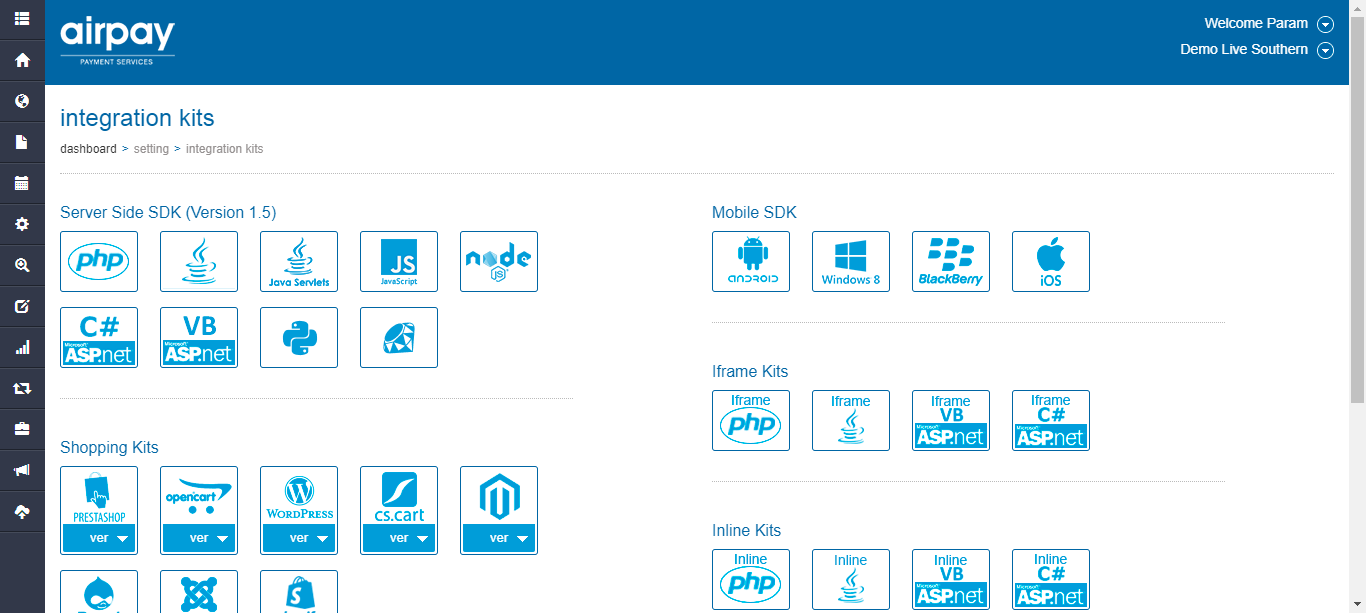 airpay
PAYMENT SERVICES
Welcome Param
Demo Live Southern
integration kits
dashboard > setting > integration kits
Server Side SDK (Version 1.5)
php
Java Servlets
JS
JavaScript
node
JS
C#
Microsoft
ASP.net
VB
Microsoft
ASP.net
Shopping Kits
PRESTASHOP
ver
opencart
ver
WORDPRESS
ver
cs.cart
ver
ver
Mobile SDK
ANDROID
Windows 8
BlackBerry
iOS
Iframe Kits
Iframe
php
Iframe
Iframe
VB
Microsoft
ASP.net
Iframe
C#
Microsoft
ASP.net
Inline Kits
Inline
php
Inline
Inline
VB
Microsoft
ASP.net
Inline
C#
Microsoft
ASP.net